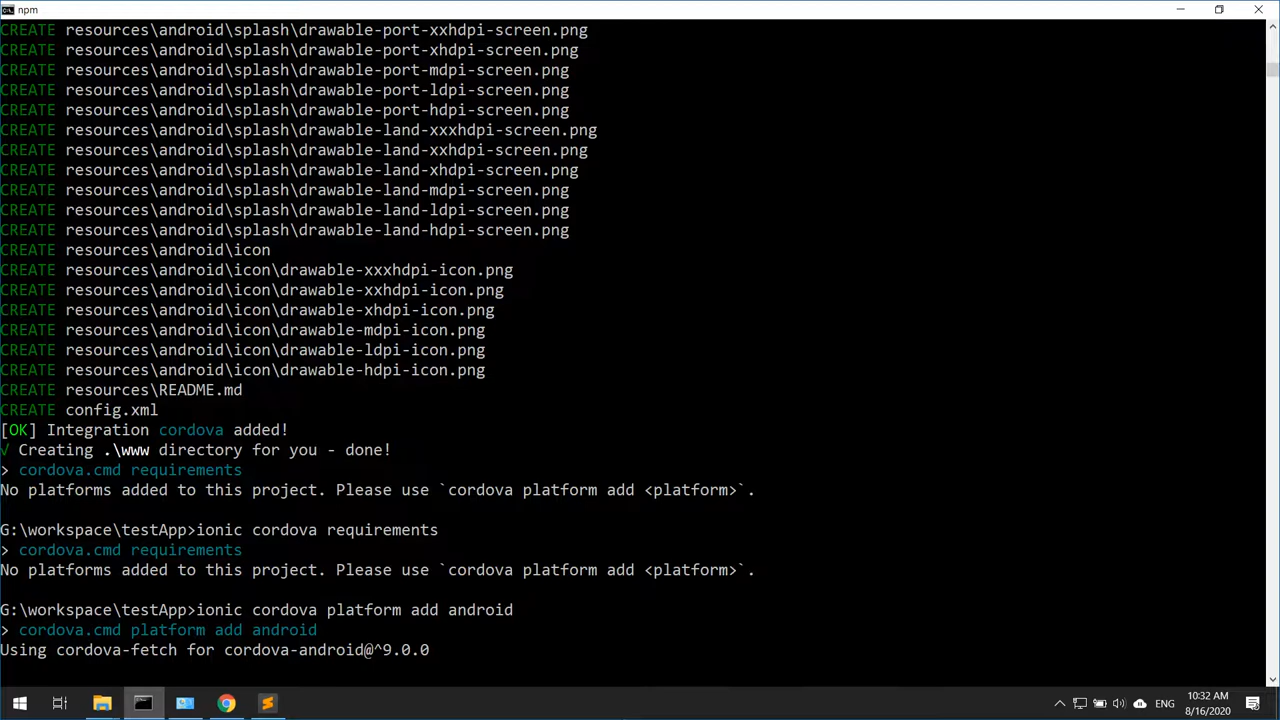 npm
CREATE resources\android\splash\drawable-port-xxhdpi-screen.png
CREATE resources\android\splash\drawable-port-xhdpi-screen.png
CREATE resources\android\splash\drawable-port-mdpi-screen.png
CREATE resources\android\splash\drawable-port-ldpi-screen.png
CREATE resources\android\splash\drawable-port-hdpi-screen.png
CREATE resources\android\splash\drawable-land-xxxhdpi-screen.png
CREATE resources\android\splash\drawable-land-xxhdpi-screen.png
CREATE resources\android\splash\drawable-land-xhdpi-screen.png
CREATE resources\android\splash\drawable-land-mdpi-screen.png
CREATE resources\android\splash\drawable-land-ldpi-screen.png
CREATE resources\android\splash\drawable-land-hdpi-screen.png
CREATE resources\android\icon
CREATE resources\android\icon\drawable-xxxhdpi-icon.png
CREATE resources\android\icon\drawable-xxhdpi-icon.png
CREATE resources\android\icon\drawable-xhdpi-icon.png
CREATE resources\android\icon\drawable-mdpi-icon.png
CREATE resources\android\icon\drawable-ldpi-icon.png
CREATE resources\android\icon\drawable-hdpi-icon.png
CREATE resources\README.md
CREATE config.xml
[OK] Integration cordova added!
√ Creating .\www directory for you - done!
> cordova.cmd requirements
No platforms added to this project. Please use `cordova platform add <platform>`.
G:\workspace\testApp>ionic cordova requirements
> cordova.cmd requirements
No platforms added to this project. Please use `cordova platform add <platform>`.
G:\workspace\testApp>ionic cordova platform add android
> cordova.cmd platform add android
Using cordova-fetch for cordova-android@^9.0.0
ENG
10:32 AM
8/16/2020